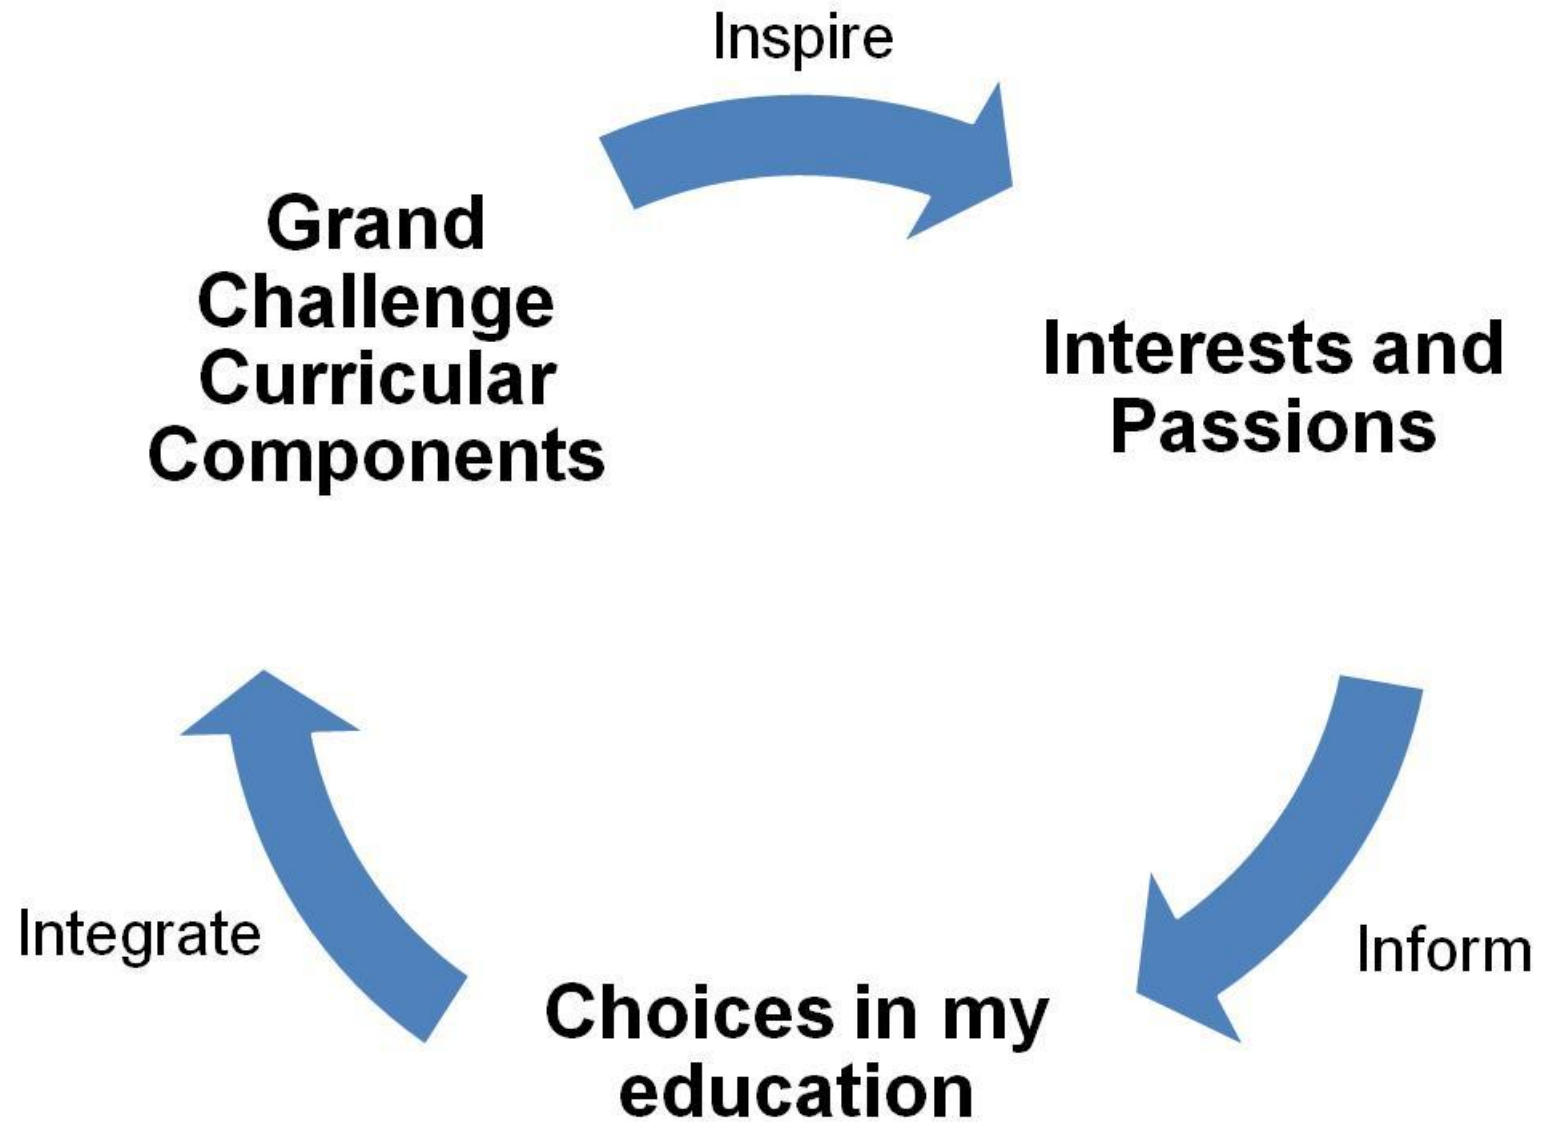 Inspire
Grand
Challenge
Curricular
Components
Interests and
Passions
Integrate
Inform
Choices in my
education